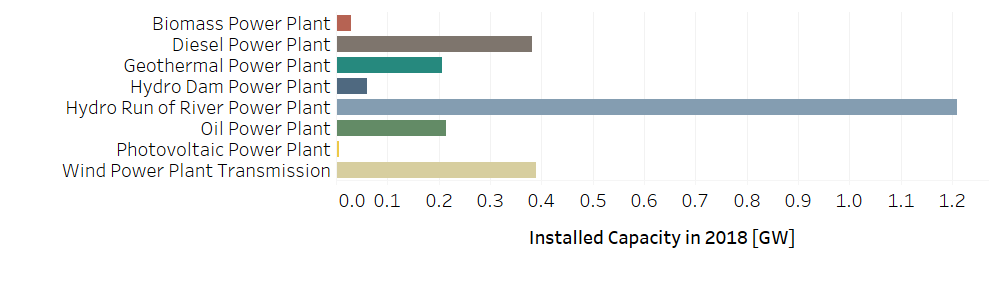 Biomass Power Plant
Diesel Power Plant
Geothermal Power Plant
Hydro Dam Power Plant
Hydro Run of River Power Plant
Oil Power Plant
Photovoltaic Power Plant
Wind Power Plant Transmission
0.0 0.1 0.2 0.3 0.4 0.5 0.6 0.7 0.8 0.9 1.0 1.1 1.2
Installed Capacity in 2018 [GW]